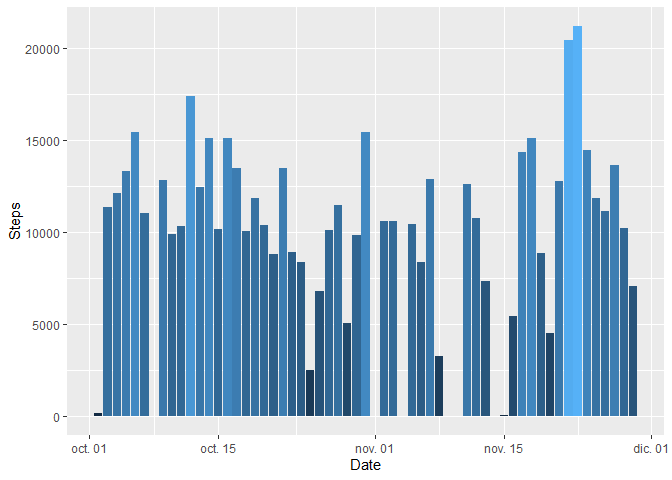 20000
15000
10000
5000
0
Steps
oct. 01
oct. 15
nov. 01
nov. 15
dic. 01
Date